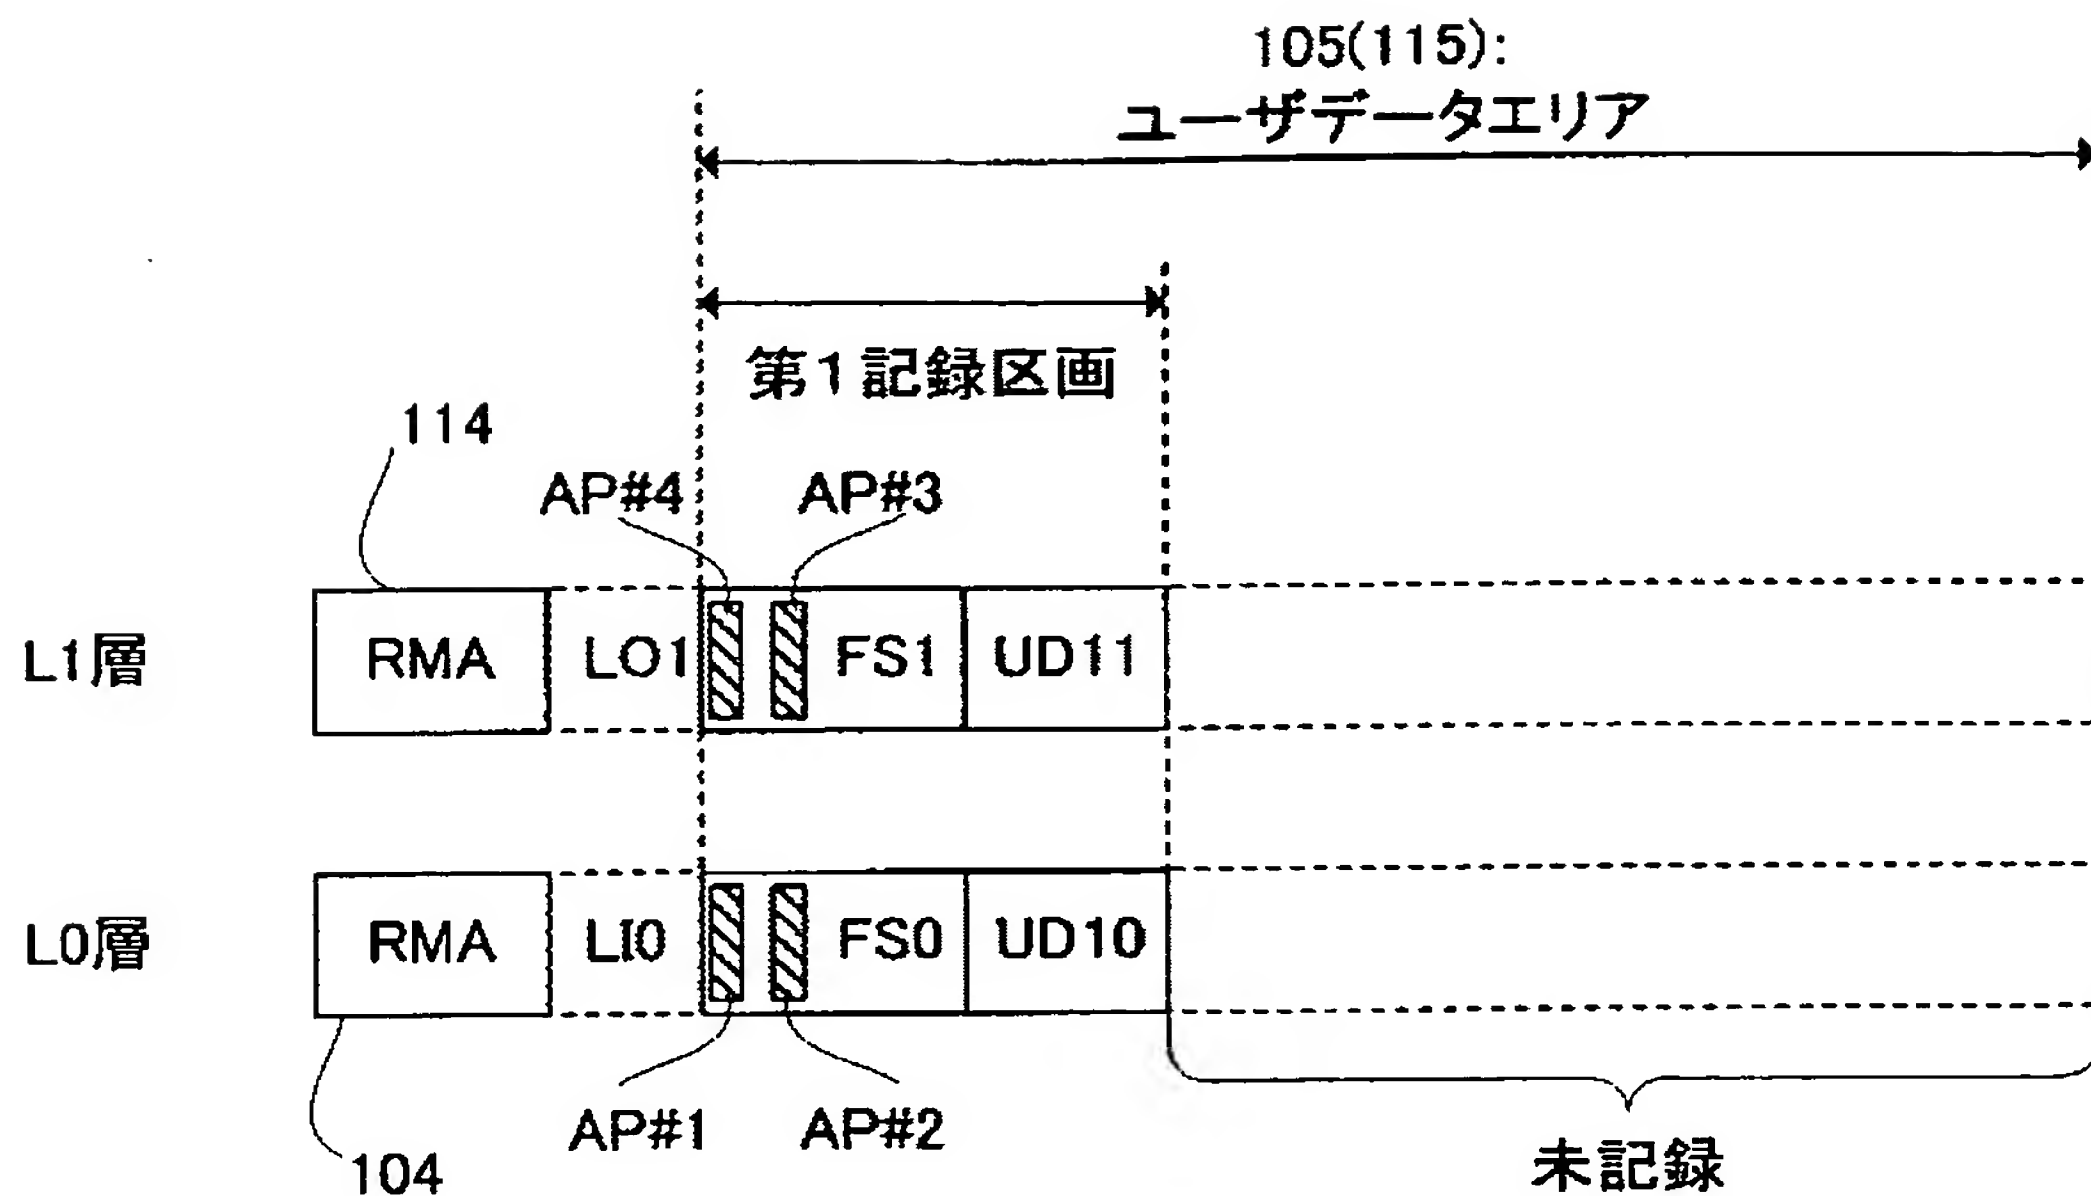 105(115):
ユーザデータエリア
第1記録区画
114
AP#4
AP#3
L1層
RMA
LO1
FS1
UD11
L0層
RMA
LI0
FS0
UD10
AP#1
AP#2
104
未記録